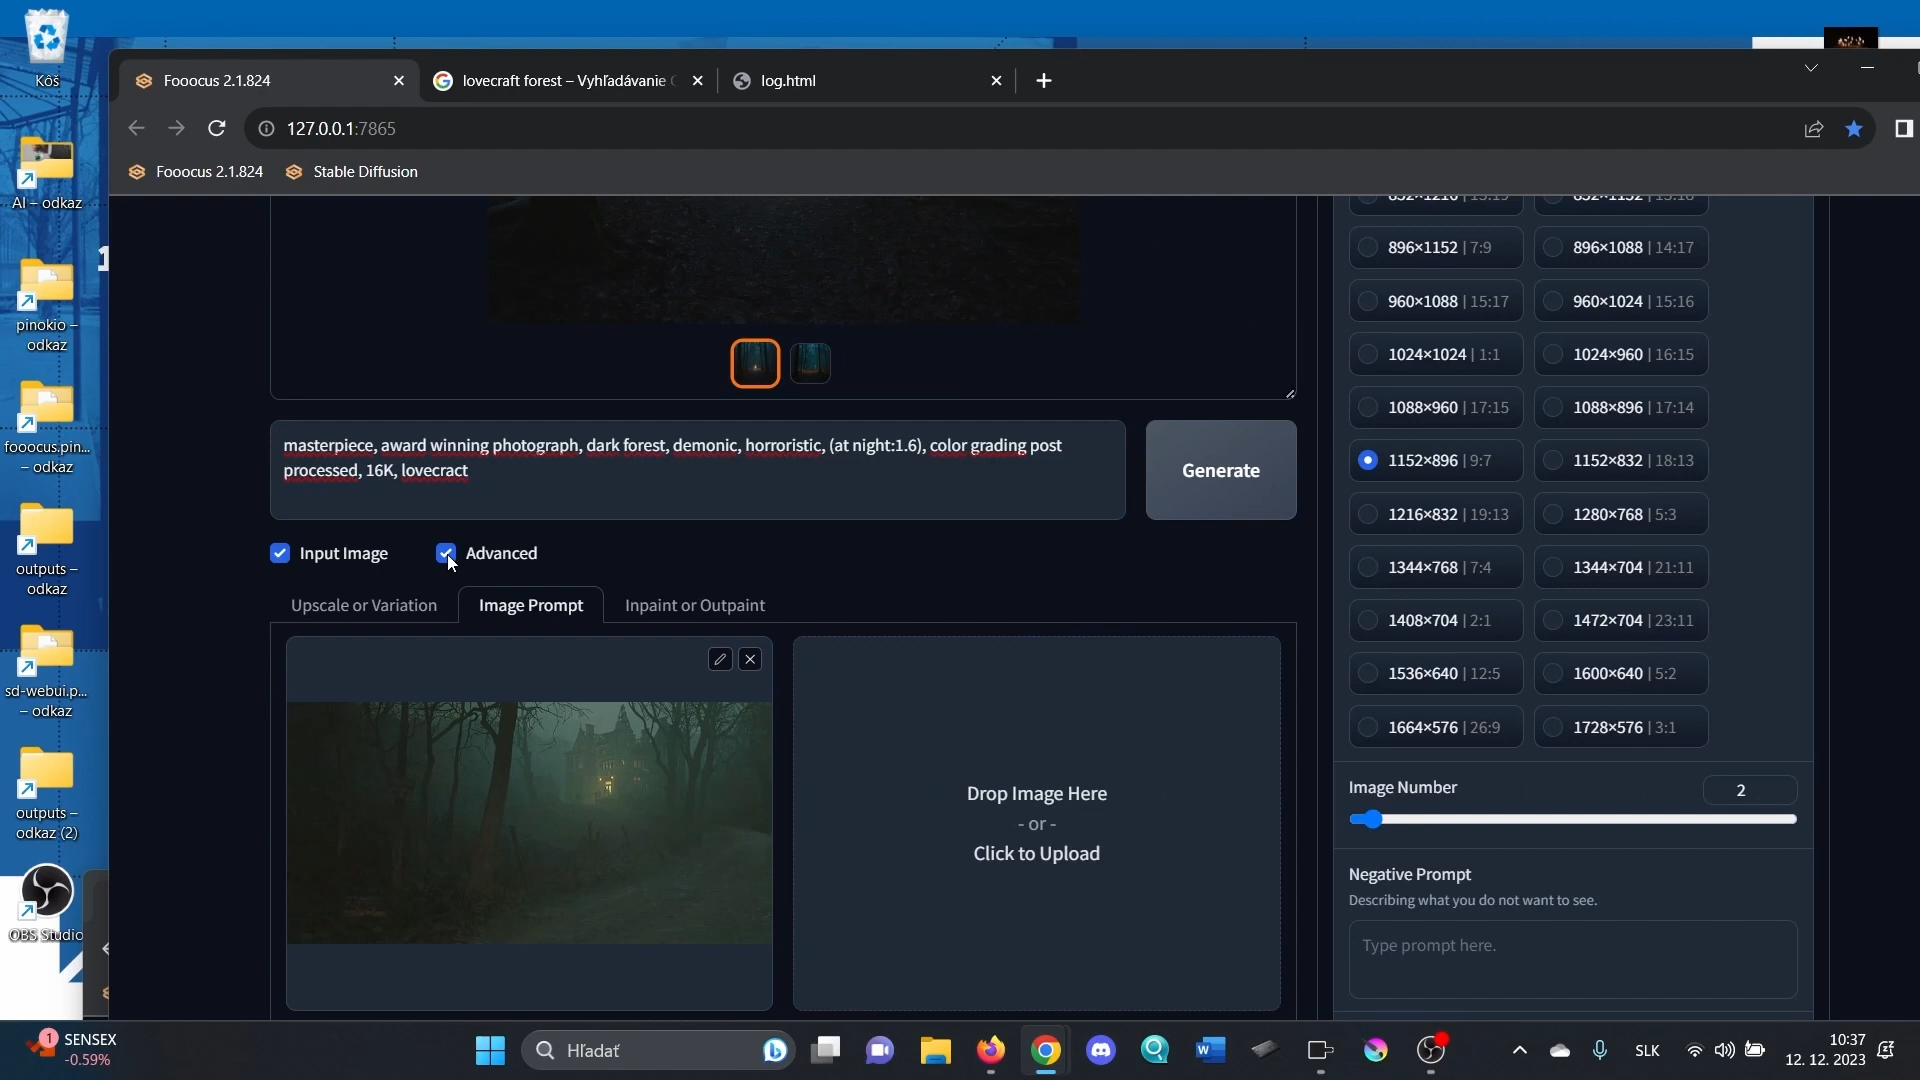 Kôš
AI – odkaz
pinokio –
odkaz
fooocus.pin...
– odkaz
outputs –
odkaz
sd-webui.p...
– odkaz
outputs –
odkaz (2)
OBS Studio
1
Fooocus 2.1.824
lovecraft forest – Vyhľadávanie
log.html
127.0.0.1:7865
Fooocus 2.1.824
Stable Diffusion
masterpiece, award winning photograph, dark forest, demonic, horroristic, (at night:1.6), color grading post
processed, 16K, lovecract
Generate
Input Image
Advanced
Upscale or Variation
Image Prompt
Inpaint or Outpaint
Drop Image Here
- or -
Click to Upload
896×1152 | 7:9
896×1088 | 14:17
960×1088 | 15:17
960×1024 | 15:16
1024×1024 | 1:1
1024×960 | 16:15
1088×960 | 17:15
1088×896 | 17:14
1152×896 | 9:7
1152×832 | 18:13
1216×832 | 19:13
1280×768 | 5:3
1344×768 | 7:4
1344×704 | 21:11
1408×704 | 2:1
1472×704 | 23:11
1536×640 | 12:5
1600×640 | 5:2
1664×576 | 26:9
1728×576 | 3:1
Image Number
2
Negative Prompt
Describing what you do not want to see.
Type prompt here.
1
SENSEX
-0.59%
Hľadať
SLK
10:37
12. 12. 2023